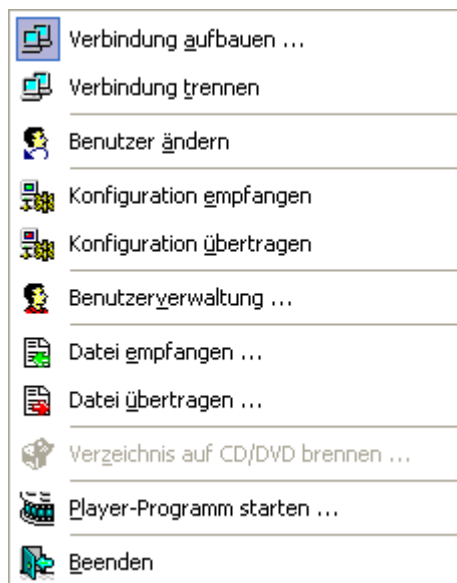 Verbindung aufbauen ...
Verbindung trennen
Benutzer ändern
Konfiguration empfangen
Konfiguration übertragen
Benutzerverwaltung ...
Datei empfangen ...
Datei übertragen ...
Verzeichnis auf CD/DVD brennen ...
Player-Programm starten ...
Beenden